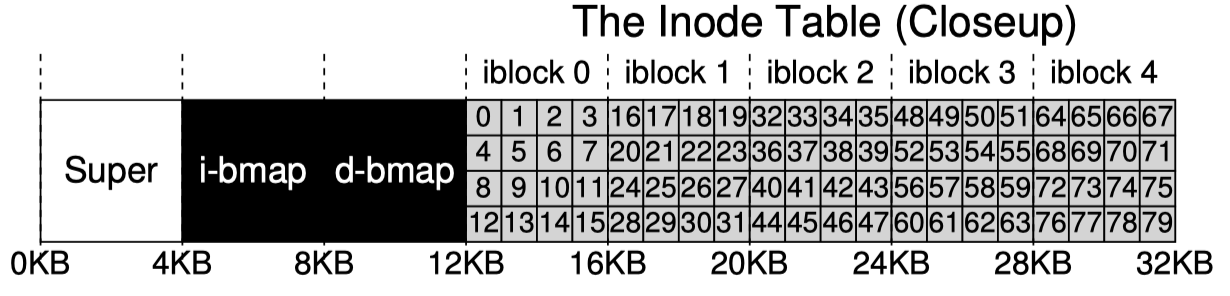 The Inode Table (Closeup)
iblock 0 iblock 1 iblock 2 iblock 3 iblock 4
Super i-bmap d-bmap
0 1 2 3 16 17 18 19 32 33 34 35 48 49 50 51 64 65 66 67
4 5 6 7 20 21 22 23 36 37 38 39 52 53 54 55 68 69 70 71
8 9 10 11 24 25 26 27 40 41 42 43 56 57 58 59 72 73 74 75
12 13 14 15 28 29 30 31 44 45 46 47 60 61 62 63 76 77 78 79
0KB 4KB 8KB 12KB 16KB 20KB 24KB 28KB 32KB